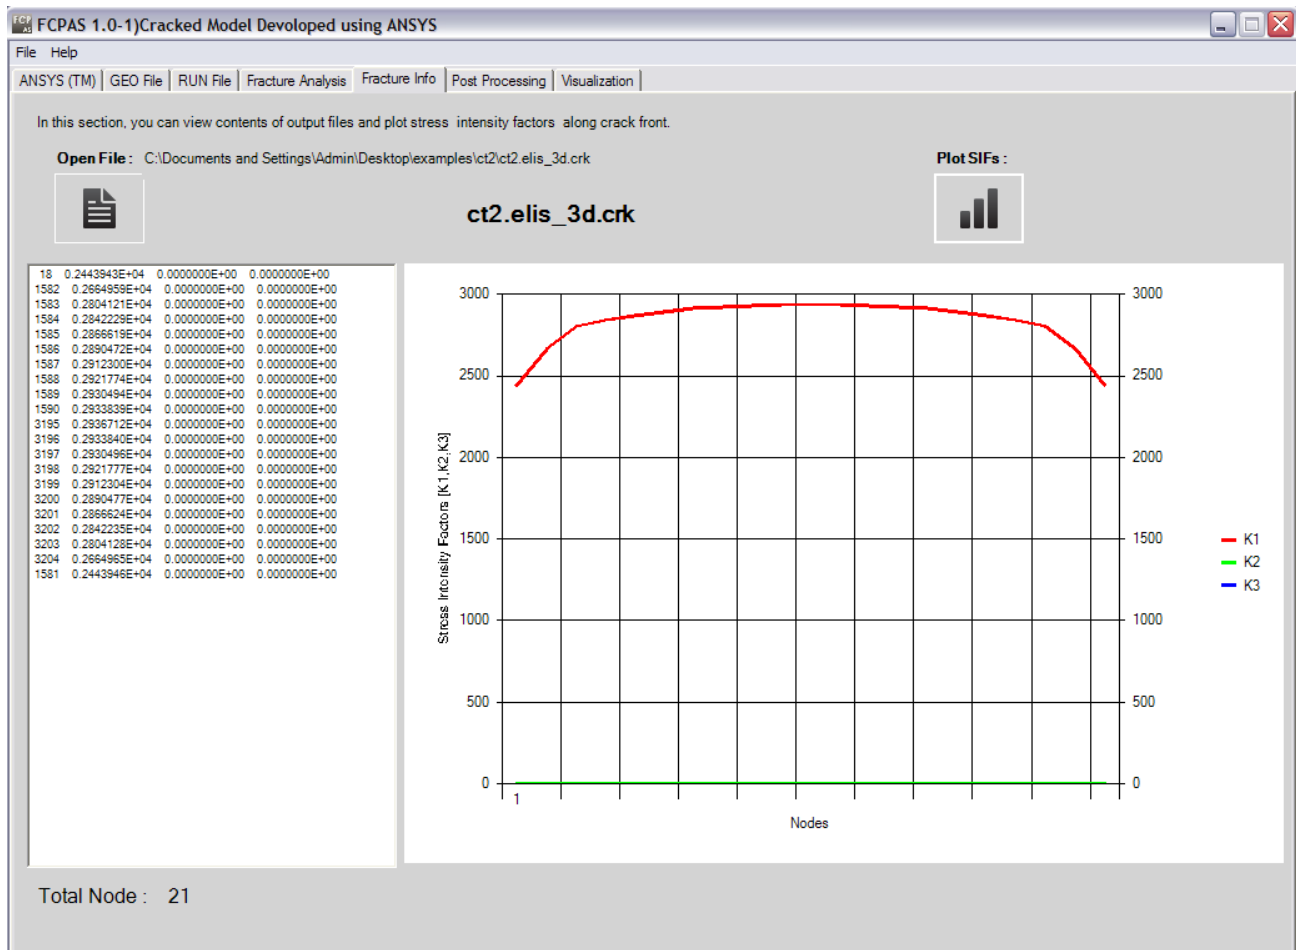 FCPAS 1.0-1)Cracked Model Devoloped using ANSYS
File Help
ANSYS (TM) GEO File RUN File Fracture Analysis Fracture Info Post Processing Visualization
In this section, you can view contents of output files and plot stress intensity factors along crack front.
Open File : C:\Documents and Settings\Admin\Desktop\examples\ct2\ct2.elis_3d.crk
Plot SIFs :
ct2.elis_3d.crk
18 0.2443943E+04 0.0000000E+00 0.0000000E+00
1582 0.2664959E+04 0.0000000E+00 0.0000000E+00
1583 0.2804121E+04 0.0000000E+00 0.0000000E+00
1584 0.2842229E+04 0.0000000E+00 0.0000000E+00
1585 0.2866619E+04 0.0000000E+00 0.0000000E+00
1586 0.2890472E+04 0.0000000E+00 0.0000000E+00
1587 0.2912300E+04 0.0000000E+00 0.0000000E+00
1588 0.2921774E+04 0.0000000E+00 0.0000000E+00
1589 0.2930494E+04 0.0000000E+00 0.0000000E+00
1590 0.2933839E+04 0.0000000E+00 0.0000000E+00
3195 0.2936712E+04 0.0000000E+00 0.0000000E+00
3196 0.2933840E+04 0.0000000E+00 0.0000000E+00
3197 0.2930496E+04 0.0000000E+00 0.0000000E+00
3198 0.2921777E+04 0.0000000E+00 0.0000000E+00
3199 0.2912304E+04 0.0000000E+00 0.0000000E+00
3200 0.2890477E+04 0.0000000E+00 0.0000000E+00
3201 0.2866624E+04 0.0000000E+00 0.0000000E+00
3202 0.2842235E+04 0.0000000E+00 0.0000000E+00
3203 0.2804128E+04 0.0000000E+00 0.0000000E+00
3204 0.2664965E+04 0.0000000E+00 0.0000000E+00
1581 0.2443946E+04 0.0000000E+00 0.0000000E+00
Stress Intensity Factors [K1,K2,K3]
3000 3000
2500 2500
2000 2000
1500 1500
1000 1000
500 500
0 0
1
Nodes
K1
K2
K3
Total Node : 21